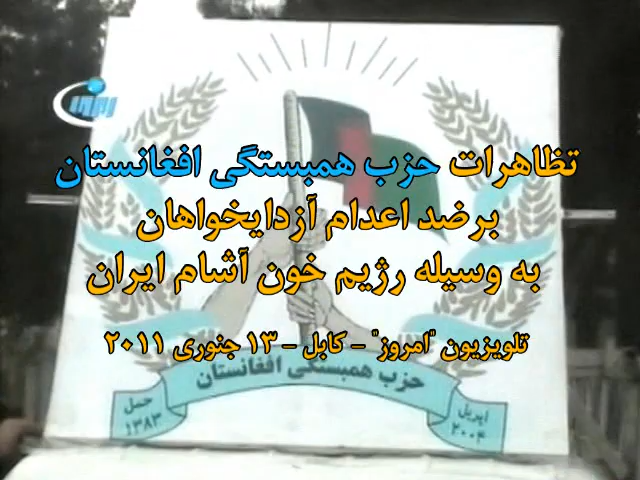 تظاهرات حزب همبستگی افغانستان
برضد اعدام آزدایخواهان
به وسیله رژیم خون آشام ایران
تلویزیون "امروز" – کابل – ۱۳ جنوری ۲۰۱۱
حزب همبستگی افغانستان
اپریل
۲۰۰۴
حمل
۱۳۸۳